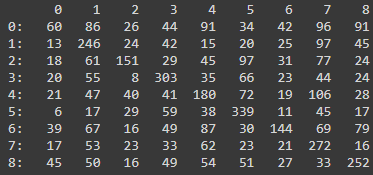 0 1 2 3 4 5 6 7 8
0: 60 86 26 44 91 34 42 96 91
1: 13 246 24 42 15 20 25 97 45
2: 18 61 151 29 45 97 31 77 24
3: 20 55 8 303 35 66 23 44 24
4: 21 47 40 41 180 72 19 106 28
5: 6 17 29 59 38 339 11 45 17
6: 39 67 16 49 87 30 144 69 79
7: 17 53 23 33 62 23 21 272 16
8: 45 50 16 49 54 51 27 33 252